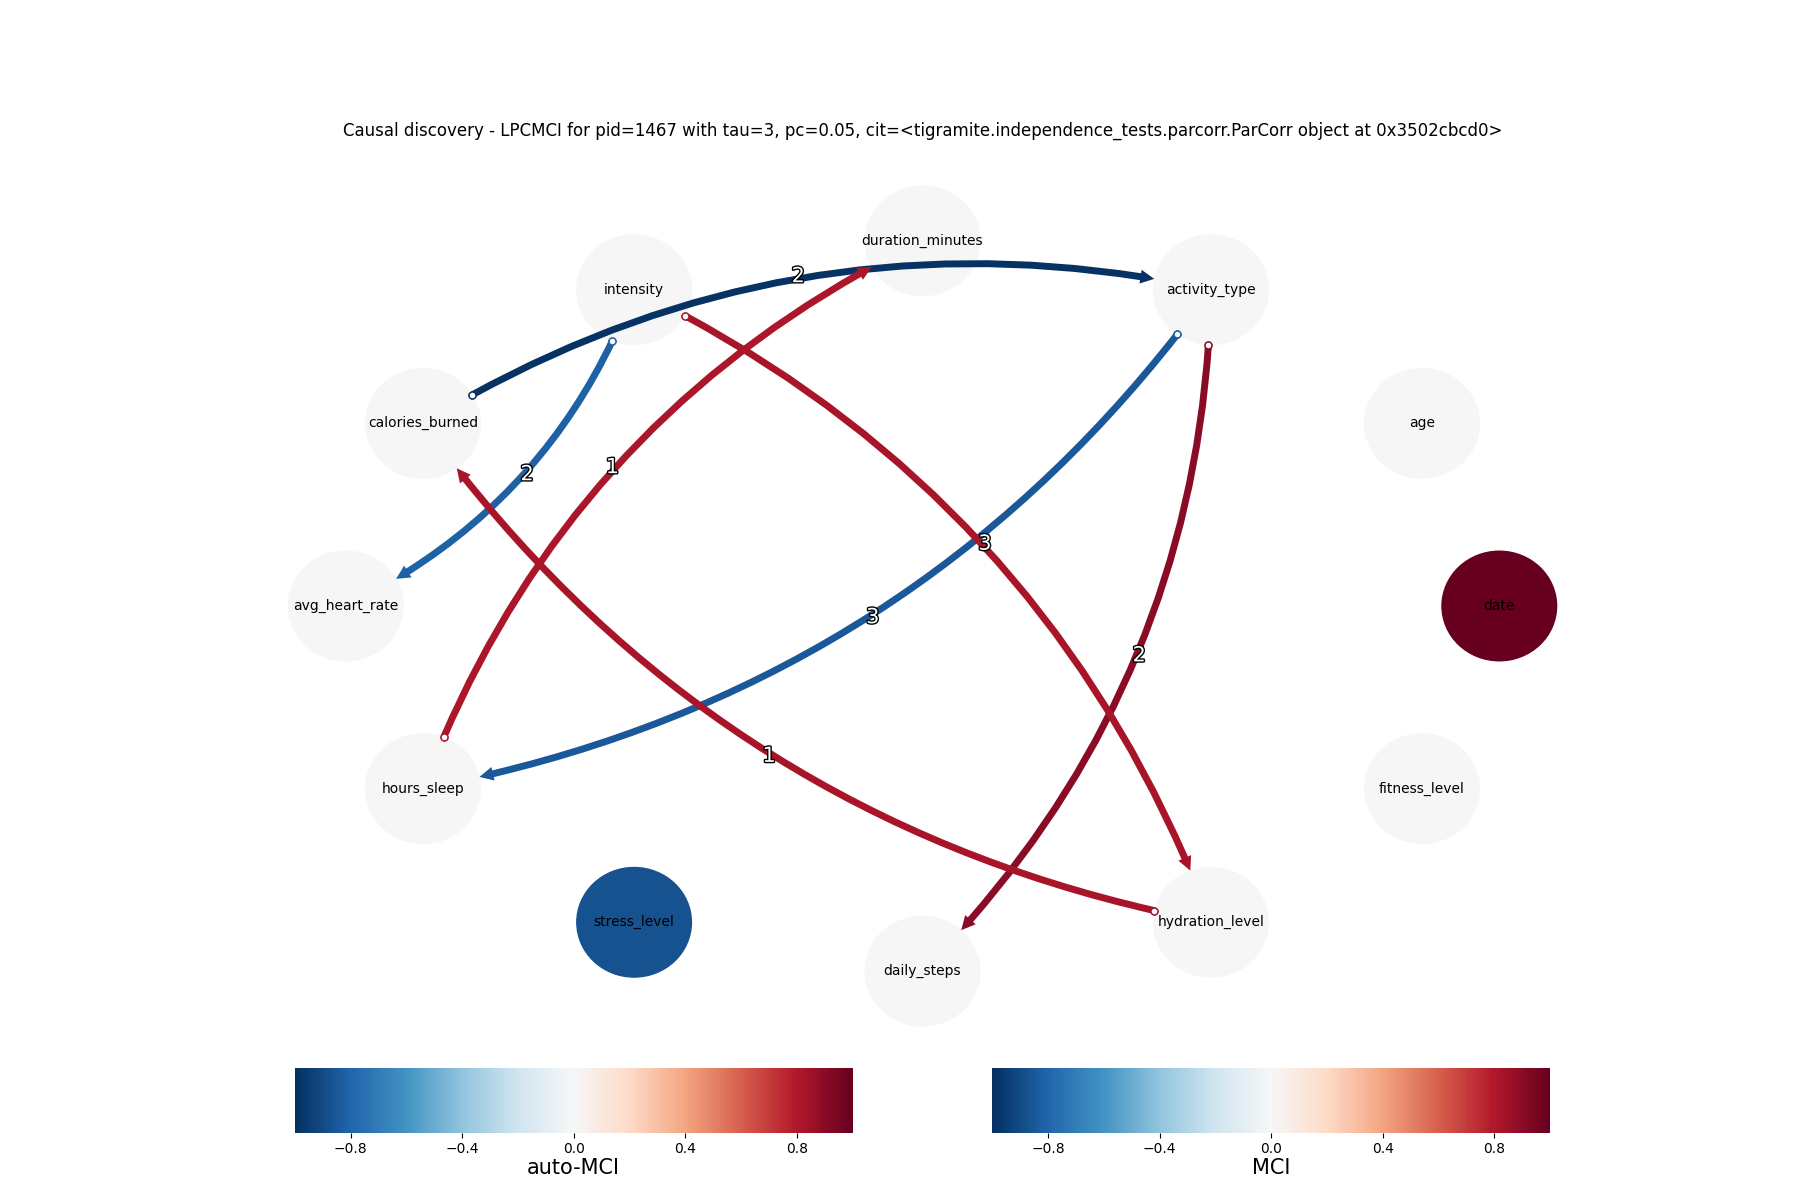 Causal discovery - LPCMCI for pid=1467 with tau=3, pc=0.05, cit=<tigramite.independence_tests.parcorr.ParCorr object at 0x3502cbcd0>
duration_minutes
intensity
activity_type
2
calories_burned
age
1
2
3
avg_heart_rate
date
3
2
1
hours_sleep
fitness_level
stress_level
hydration_level
daily_steps
−0.8 −0.4 0.0 0.4 0.8
auto-MCI
−0.8 −0.4 0.0 0.4 0.8
MCI